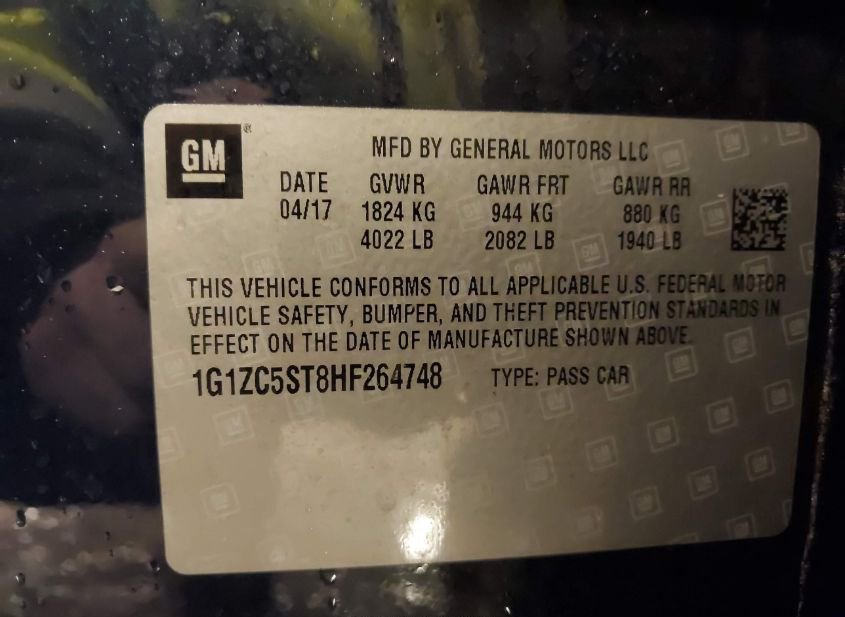 GM ®
MFD BY GENERAL MOTORS LLC
DATE GVWR GAWR FRT GAWR RR
04/17 1824 KG 944 KG 880 KG
4022 LB 2082 LB 1940 LB
THIS VEHICLE CONFORMS TO ALL APPLICABLE U.S. FEDERAL MOTOR
VEHICLE SAFETY, BUMPER, AND THEFT PREVENTION STANDARDS IN
EFFECT ON THE DATE OF MANUFACTURE SHOWN ABOVE.
1G1ZC5ST8HF264748 TYPE: PASS CAR